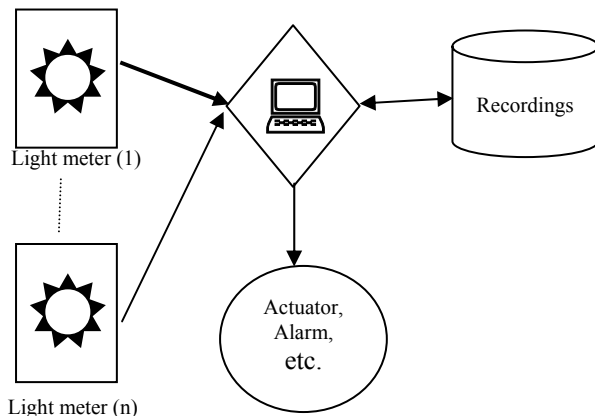 Light meter (1)
Recordings
Actuator,
Alarm,
etc.
Light meter (n)